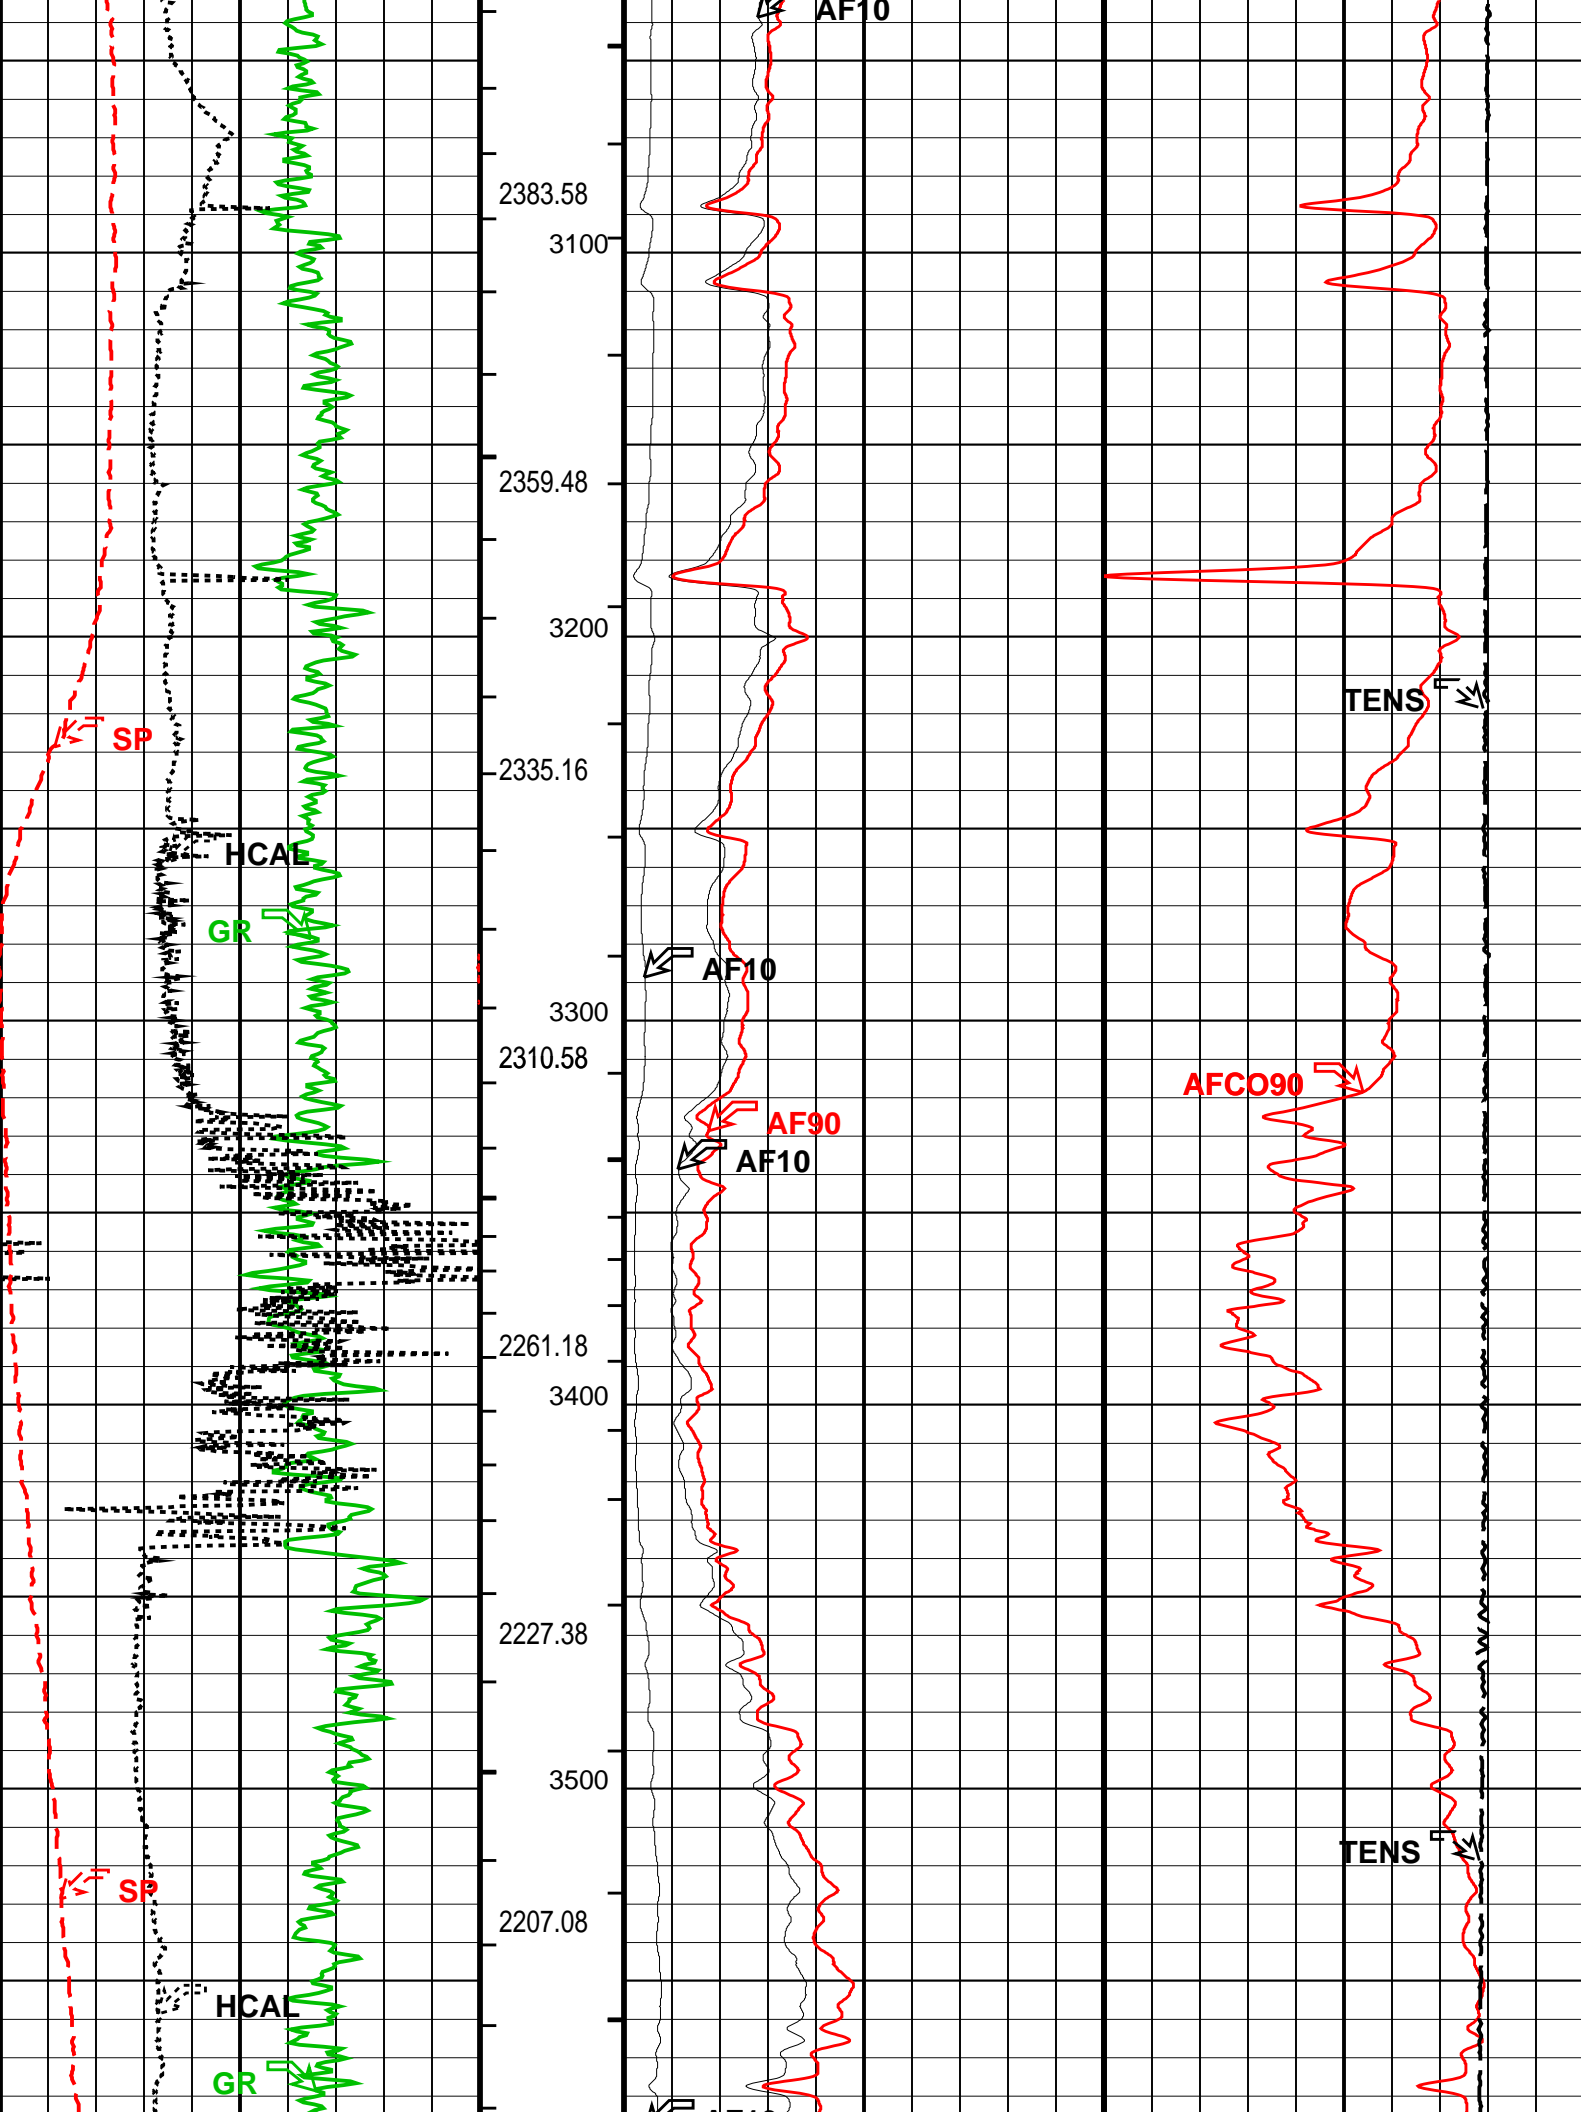 AF10
2383.58
3100
2359.48
3200
TENS
SP
2335.16
HCAL
GR
AF10
3300
2310.58
AFCO90
AF90
AF10
2261.18
3400
2227.38
3500
TENS
SP
2207.08
HCAL
GR